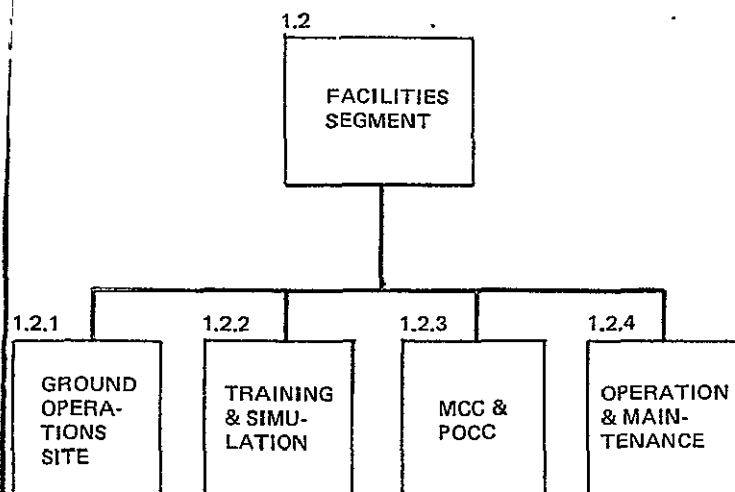 1.2
FACILITIES
SEGMENT
1.2.1
GROUND
OPERA-
TIONS
SITE
1.2.2
TRAINING
& SIMU-
LATION
1.2.3
MCC &
POCC
1.2.4
OPERATION
& MAIN-
TENANCE